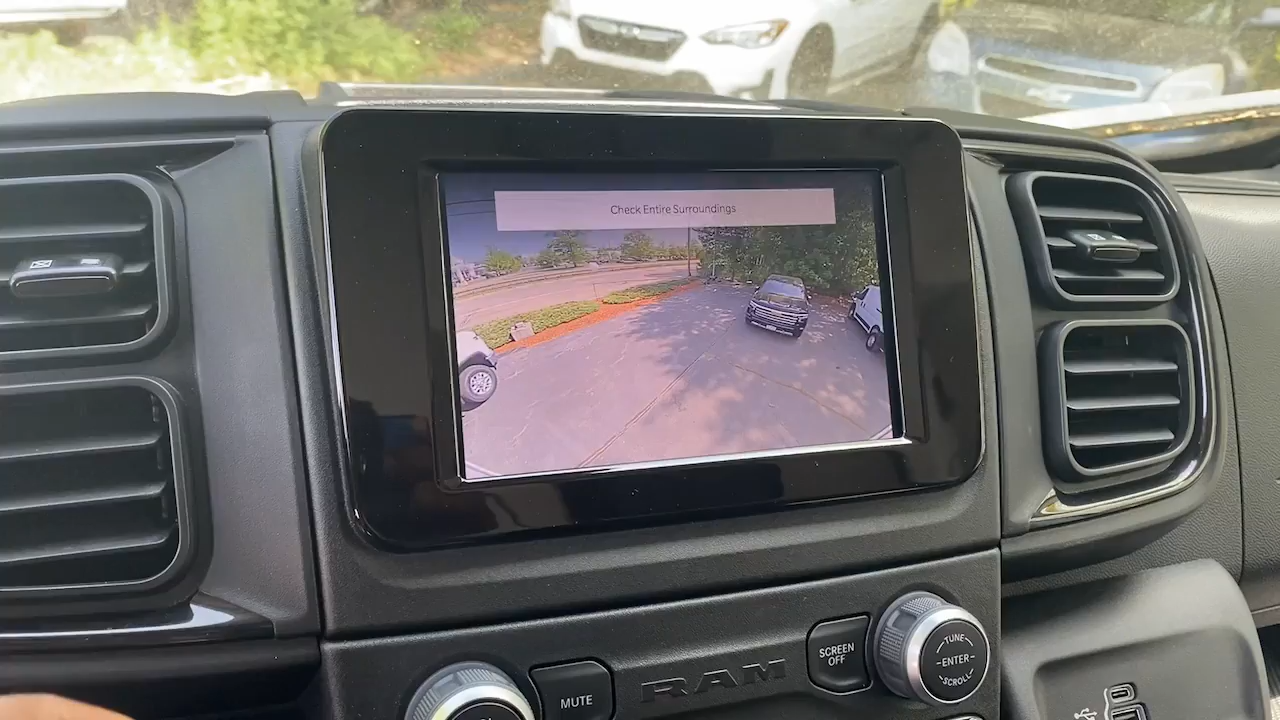 Check Entire Surroundings
SCREEN
OFF
TUNE
ENTER
SCROLL
RAM
MUTE